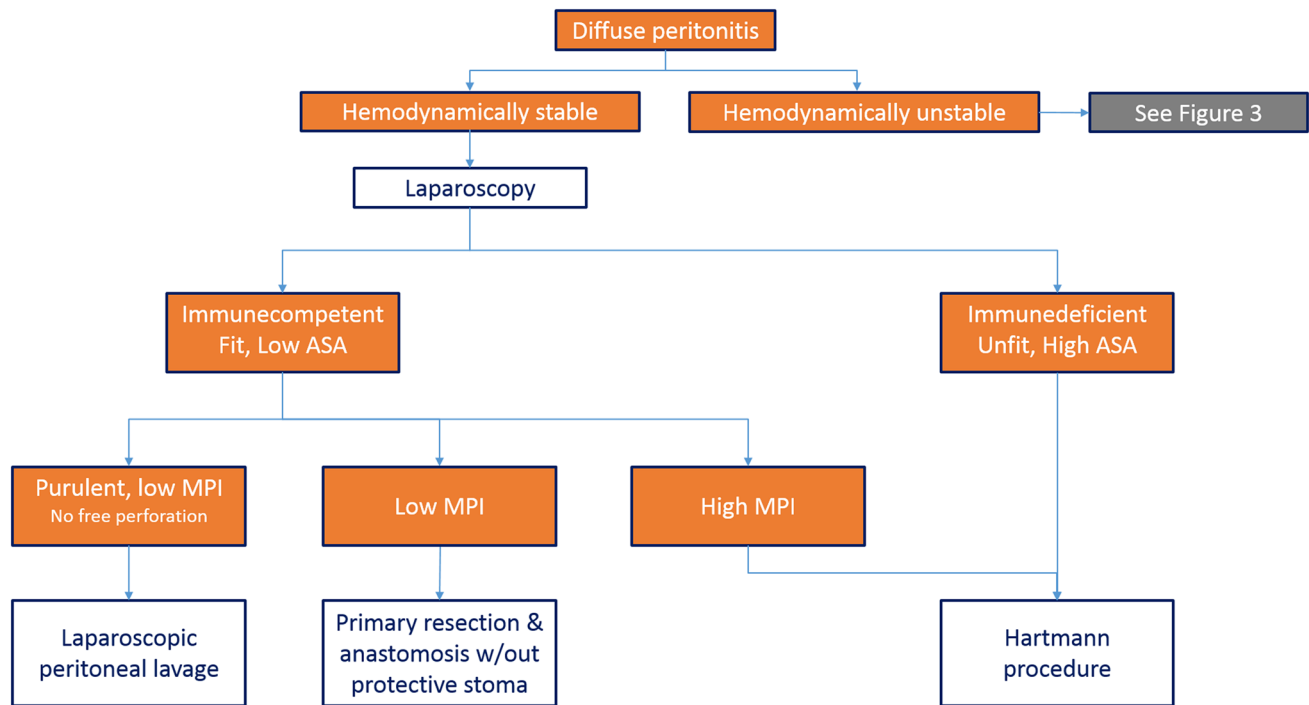 Diffuse peritonitis
Hemodynamically stable
Hemodynamically unstable
See Figure 3
Laparoscopy
Immunecompetent
Fit, Low ASA
Immunedeficient
Unfit, High ASA
Purulent, low MPI
No free perforation
Low MPI
High MPI
Laparoscopic
peritoneal lavage
Primary resection &
anastomosis w/out
protective stoma
Hartmann
procedure